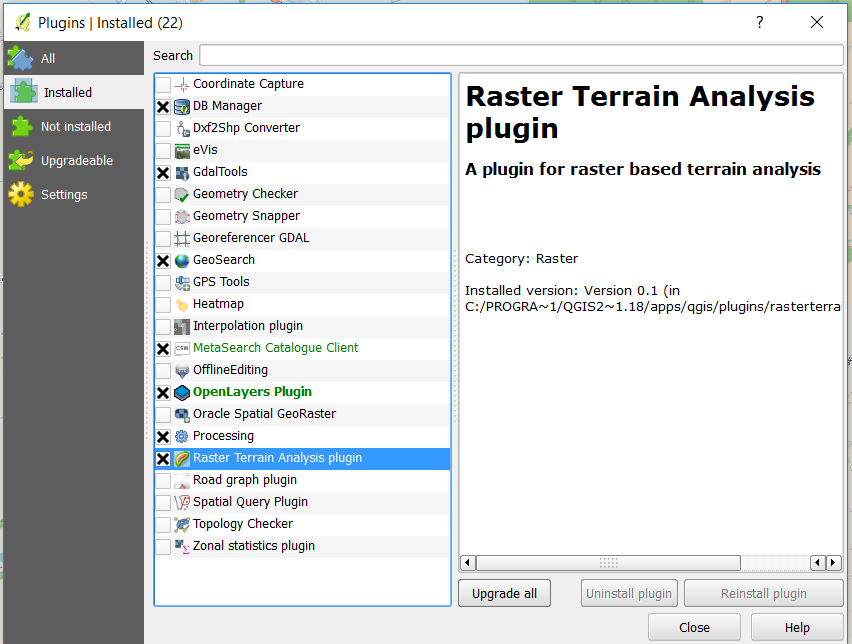 Plugins | Installed (22)
?
All
Installed
Not installed
Upgradeable
Settings
Search
Coordinate Capture
DB Manager
Dxf2Shp Converter
eVis
GdalTools
Geometry Checker
Geometry Snapper
Georeferencer GDAL
GeoSearch
GPS Tools
Heatmap
Interpolation plugin
CSW
MetaSearch Catalogue Client
OfflineEditing
OpenLayers Plugin
Oracle Spatial GeoRaster
Processing
Raster Terrain Analysis plugin
Road graph plugin
Spatial Query Plugin
Topology Checker
Zonal statistics plugin
Raster Terrain Analysis
plugin
A plugin for raster based terrain analysis
Category: Raster
Installed version: Version 0.1 (in
C:/PROGRA~1/QGIS2~1.18/apps/qgis/plugins/rasterterra
Upgrade all
Uninstall plugin
Reinstall plugin
Close
Help